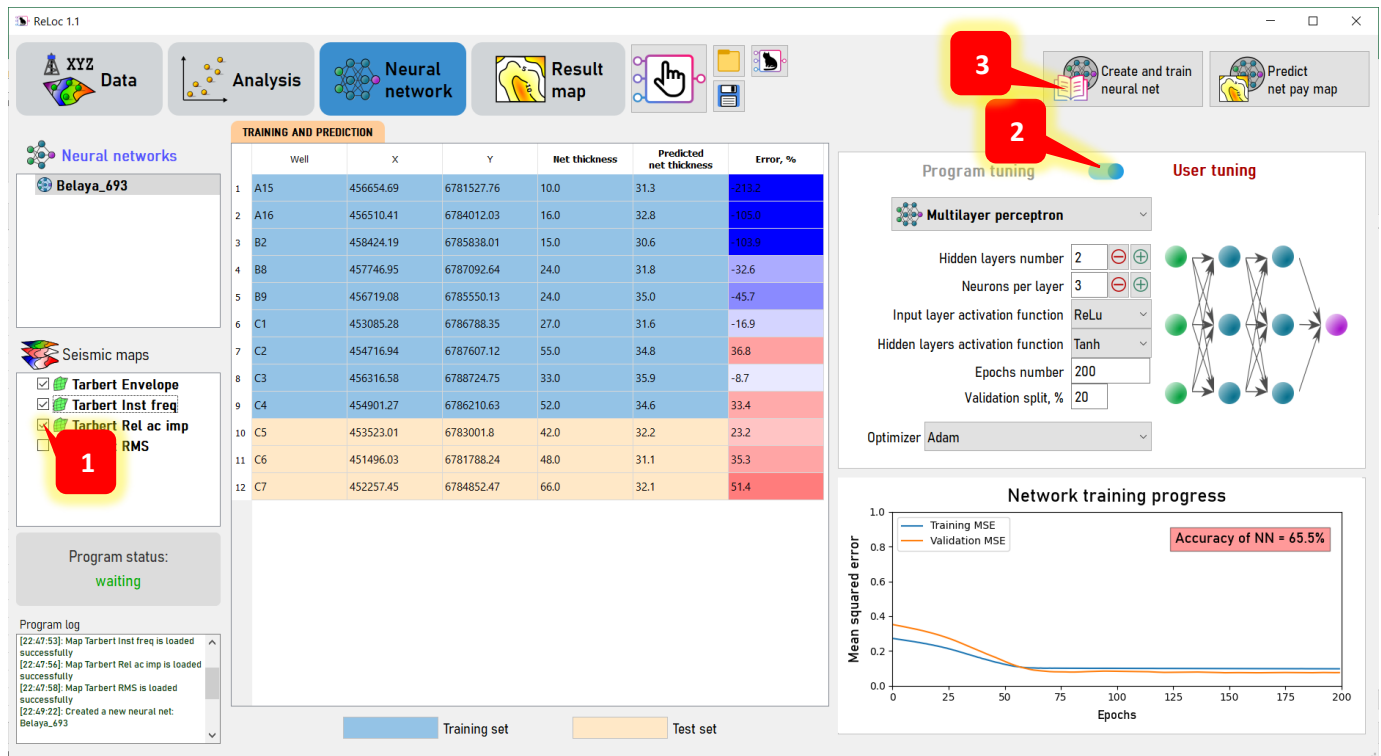 ReLoc 1.1
XYZ
Data
Analysis
Neural
network
Result
map
3
Create and train
neural net
Predict
net pay map
2
Neural networks
Belaya_693
Seismic maps
Tarbert Envelope
Tarbert Inst freq
Tarbert Rel ac imp
RMS
1
Program status:
waiting
Program log
[22:47:53]: Map Tarbert Inst freq is loaded
successfully
[22:47:56]: Map Tarbert Rel ac imp is loaded
successfully
[22:47:58]: Map Tarbert RMS is loaded
successfully
[22:49:22]: Created a new neural net:
Belaya_693
TRAINING AND PREDICTION
Well X Y Net thickness Predicted net thickness Error, %
1 A15 456654.69 6781527.76 10.0 31.3 -213.2
2 A16 456510.41 6784012.03 16.0 32.8 -105.0
3 B2 458424.19 6785838.01 15.0 30.6 -103.9
4 B8 457746.95 6787092.64 24.0 31.8 -32.6
5 B9 456719.08 6785550.13 24.0 35.0 -45.7
6 C1 453085.28 6786788.35 27.0 31.6 -16.9
7 C2 454716.94 6787607.12 55.0 34.8 36.8
8 C3 456316.58 6788724.75 33.0 35.9 -8.7
9 C4 454901.27 6786210.63 52.0 34.6 33.4
10 C5 453523.01 6783001.8 42.0 32.2 23.2
11 C6 451496.03 6781788.24 48.0 31.1 35.3
12 C7 452257.45 6784852.47 66.0 32.1 51.4
Training set
Test set
Program tuning
User tuning
Multilayer perceptron
Hidden layers number 2
Neurons per layer 3
Input layer activation function ReLu
Hidden layers activation function Tanh
Epochs number 200
Validation split, % 20
Optimizer Adam
Network training progress
Training MSE
Validation MSE
Accuracy of NN = 65.5%
Mean squared error
1.0
0.8
0.6
0.4
0.2
0.0
0 25 50 75 100 125 150 175 200
Epochs